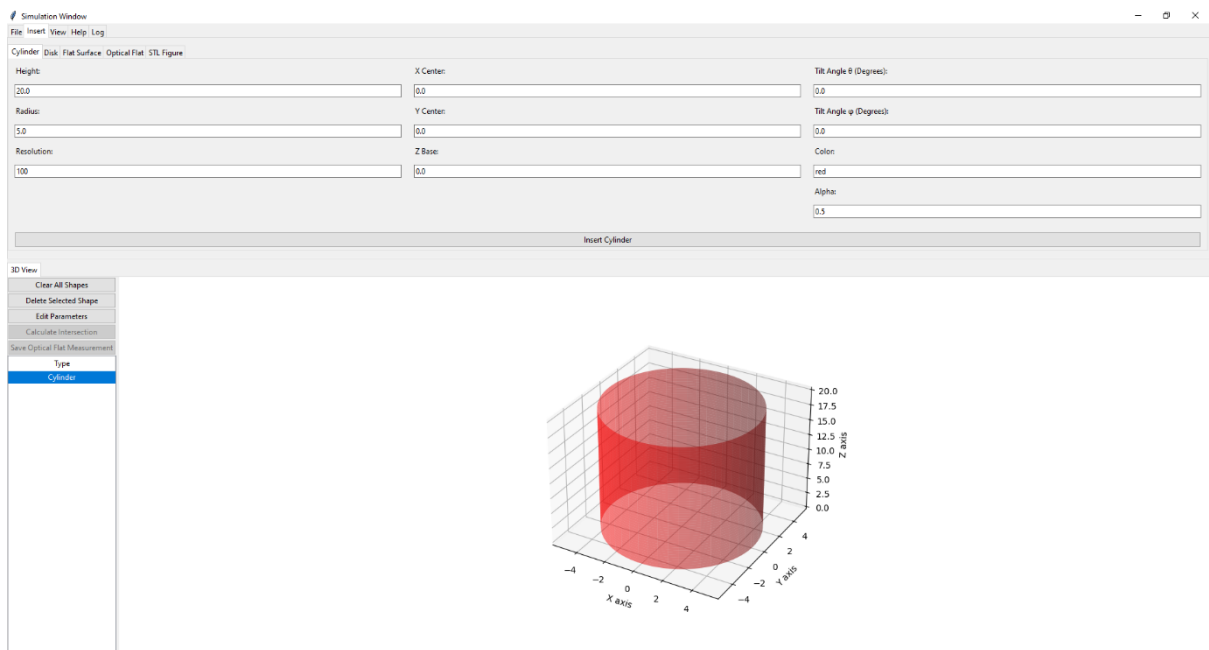 Simulation Window
File Insert View Help Log
Cylinder Disk Flat Surface Optical Flat STL Figure
Height:
20.0
Radius:
5.0
Resolution:
100
X Center:
0.0
Y Center:
0.0
Z Base:
0.0
Tilt Angle θ (Degrees):
0.0
Tilt Angle φ (Degrees):
0.0
Color:
red
Alpha:
0.5
Insert Cylinder
3D View
Clear All Shapes
Delete Selected Shape
Edit Parameters
Calculate Intersection
Save Optical Flat Measurement
Type
Cylinder
20.0
17.5
15.0
12.5
10.0
7.5
5.0
2.5
0.0
Z axis
4
2
0
−2
−4
Y axis
−4
−2
0
2
4
X axis